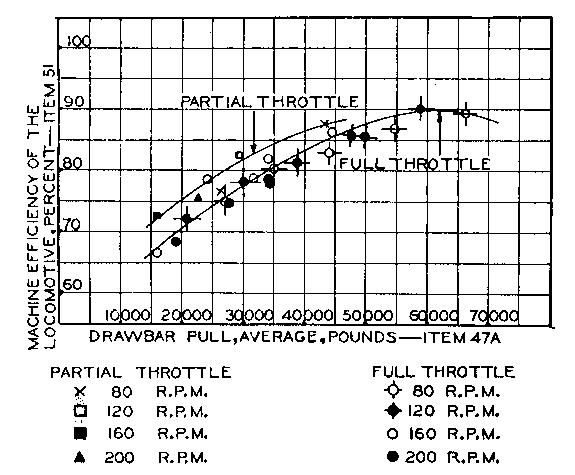 MACHINE EFFICIENCY OF THE
LOCOMOTIVE, PERCENT—ITEM 51
100
90
80
70
60
PARTIAL THROTTLE
FULL THROTTLE
10000 20000 30000 40000 50000 60000 70000
DRAWBAR PULL, AVERAGE, POUNDS—ITEM 47A
PARTIAL THROTTLE
80 R.P.M.
120 R.P.M.
160 R.P.M.
200 R.P.M.
FULL THROTTLE
80 R.P.M.
120 R.P.M.
160 R.P.M.
200 R.P.M.